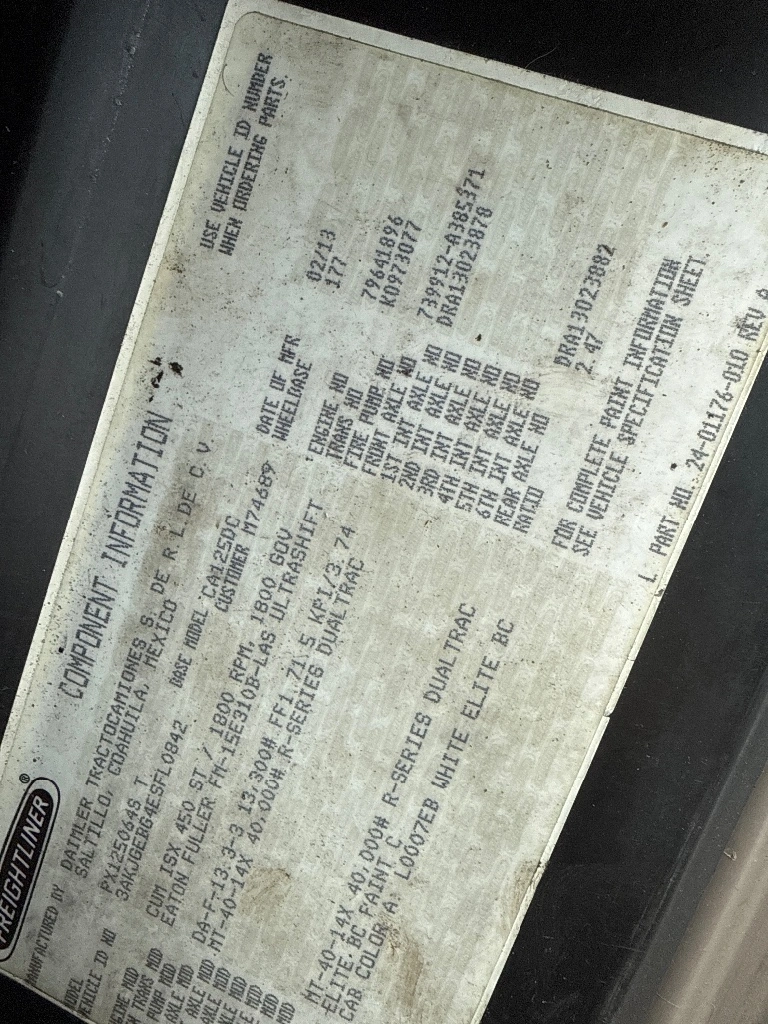 FREIGHTLINER®
COMPONENT INFORMATION
USE VEHICLE ID NUMBER
WHEN ORDERING PARTS
MANUFACTURED BY DAIMLER TRACTOCAMIONES S. DE R.L.DE C.V
SALTILLO, COAHUILA, MEXICO
MODEL PX125064S T BASE MODEL CA125DC DATE OF MFR 02/13
VEHICLE ID NO 3AKJGEBG4ESFL0842 CUSTOMER M74689 WHEELBASE 177
ENGINE MOD CUM ISX 450 ST / 1800 RPM, 1800 GOV ENGINE NO 79641896
TRANS MOD EATON FULLER FM-15E310B-LAS ULTRASHIFT TRANS NO K0973077
PUMP MOD FIRE PUMP NO
AXLE MOD DA-F-13.3-3 13,300# FF1 71.5 KPI/3.74 FRONT AXLE NO 739912-A385371
AXLE MOD MT-40-14X 40,000# R-SERIES DUALTRAC 1ST INT AXLE NO DRA13023878
AXLE MOD 2ND INT AXLE NO
MOD 3RD INT AXLE NO
MOD 4TH INT AXLE NO
5TH INT AXLE NO
6TH INT AXLE NO
MT-40-14X 40,000# R-SERIES DUALTRAC REAR AXLE NO DRA13023882
ELITE BC PAINT C RATIO 2.47
CAB COLOR A: L0007EB WHITE ELITE BC
FOR COMPLETE PAINT INFORMATION
SEE VEHICLE SPECIFICATION SHEET.
PART NO. 24-01176-010 REV